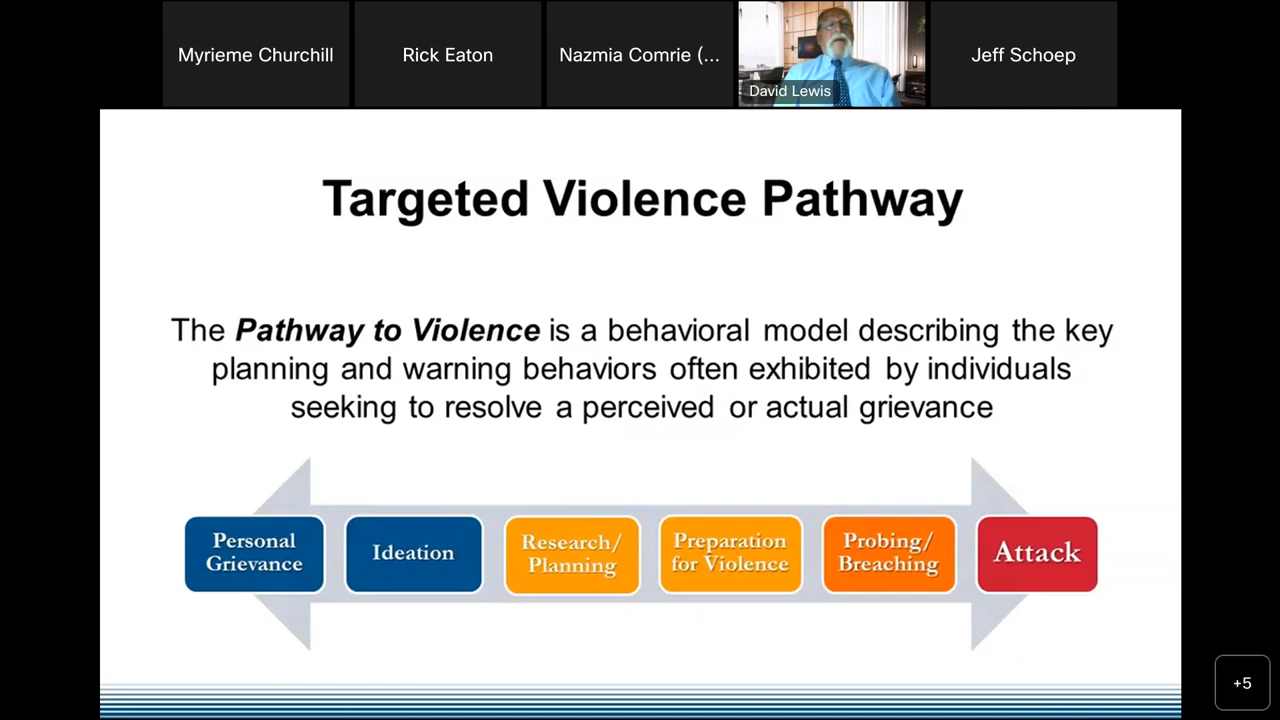 Myrieme Churchill
Rick Eaton
Nazmia Comrie (...
David Lewis
Jeff Schoep
Targeted Violence Pathway
The Pathway to Violence is a behavioral model describing the key
planning and warning behaviors often exhibited by individuals
seeking to resolve a perceived or actual grievance
Personal
Grievance
Ideation
Research/
Planning
Preparation
for Violence
Probing/
Breaching
Attack
+5